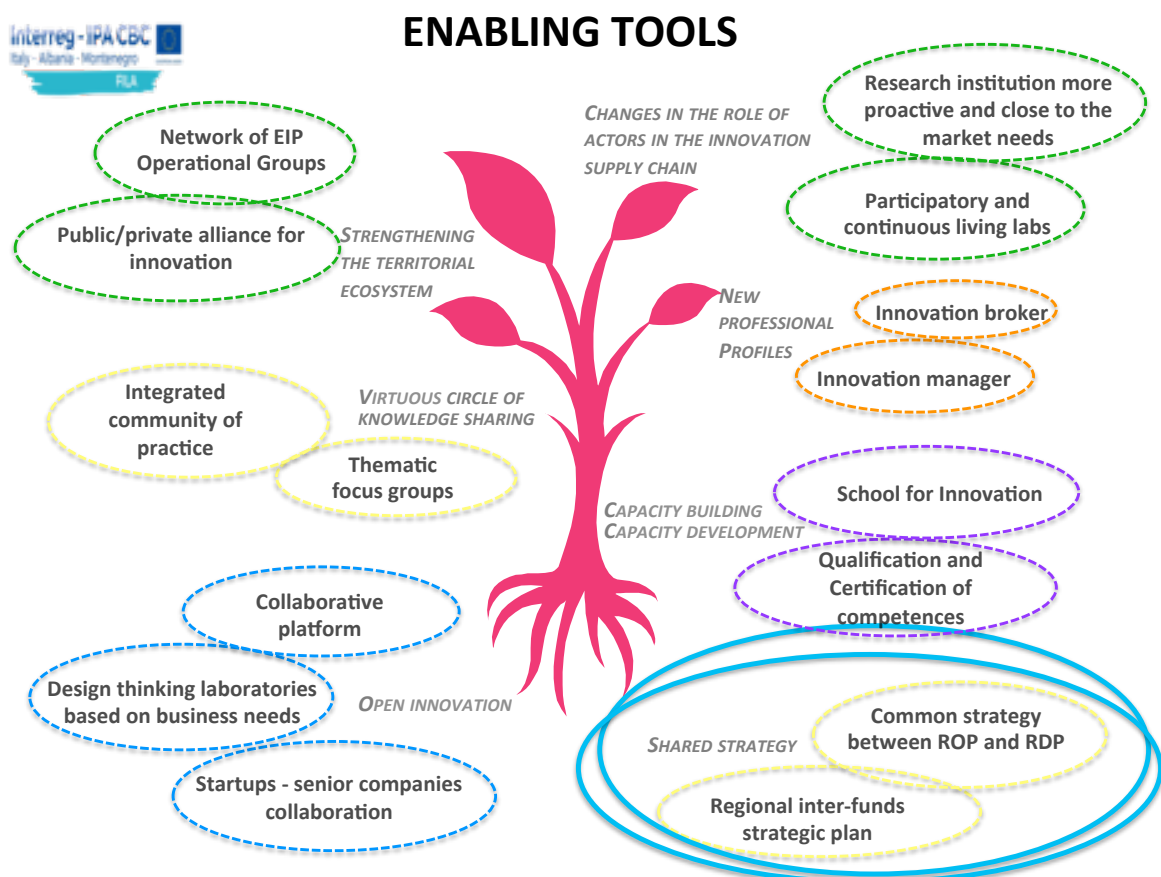 ENABLING TOOLS
Interreg - IPA CBC
Italy - Albania - Montenegro
FILA
Network of EIP
Operational Groups
Public/private alliance for
innovation
STRENGTHENING
THE TERRITORIAL
ECOSYSTEM
CHANGES IN THE ROLE OF
ACTORS IN THE INNOVATION
SUPPLY CHAIN
Research institution more
proactive and close to the
market needs
Participatory and
continuous living labs
NEW
PROFESSIONAL
PROFILES
Innovation broker
Innovation manager
Integrated
community of
practice
VIRTUOUS CIRCLE OF
KNOWLEDGE SHARING
Thematic
focus groups
CAPACITY BUILDING
CAPACITY DEVELOPMENT
School for Innovation
Qualification and
Certification of
competences
Collaborative
platform
Design thinking laboratories
based on business needs
OPEN INNOVATION
Startups - senior companies
collaboration
SHARED STRATEGY
Common strategy
between ROP and RDP
Regional inter-funds
strategic plan